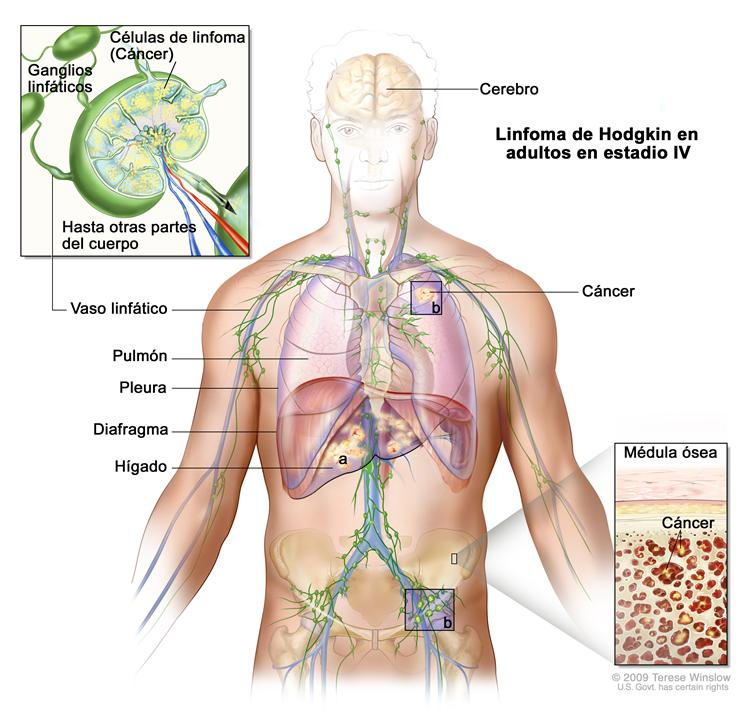 Células de linfoma
(Cáncer)
Ganglios
linfáticos
Hasta otras partes
del cuerpo
Cerebro
Linfoma de Hodgkin en
adultos en estadio IV
Cáncer
b
Vaso linfático
Pulmón
Pleura
Diafragma
Hígado
a
Médula ósea
Cáncer
b
© 2009 Terese Winslow
U.S. Govt. has certain rights